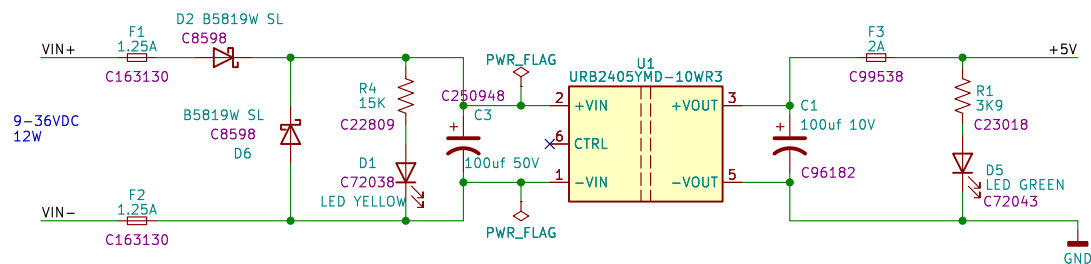 VIN+
F1
1.25A
C163130
D2 B5819W SL
C8598
9-36VDC
12W
B5819W SL
C8598
D6
R4
15K
C22809
D1
C72038
LED YELLOW
VIN-
F2
1.25A
C163130
C250948
C3
+
100uf 50V
PWR_FLAG
PWR_FLAG
U1
URB2405YMD-10WR3
2 +VIN
6 CTRL
1 -VIN
+VOUT 3
-VOUT 5
C1
+
100uf 10V
C96182
F3
2A
C99538
+5V
R1
3K9
C23018
D5
LED GREEN
C72043
GND